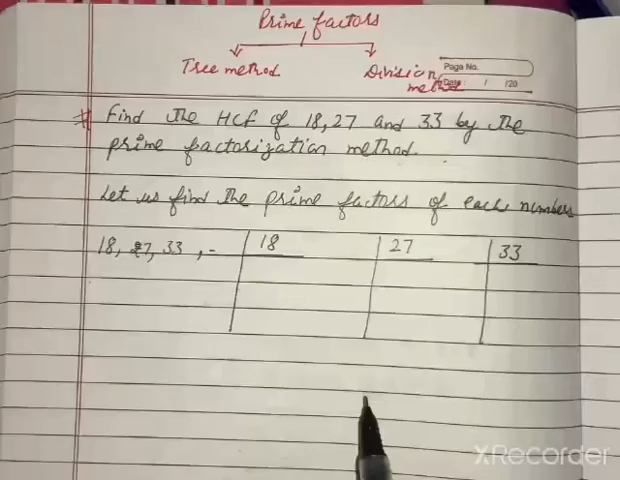 Prime factors
Tree method
Division method
Page No.
Date / /20
# Find the HCF of 18, 27 and 33 by the
prime factorization method.
Let us find the prime factors of each numbers
18, 27, 33, - 18 27 33
XRecorder